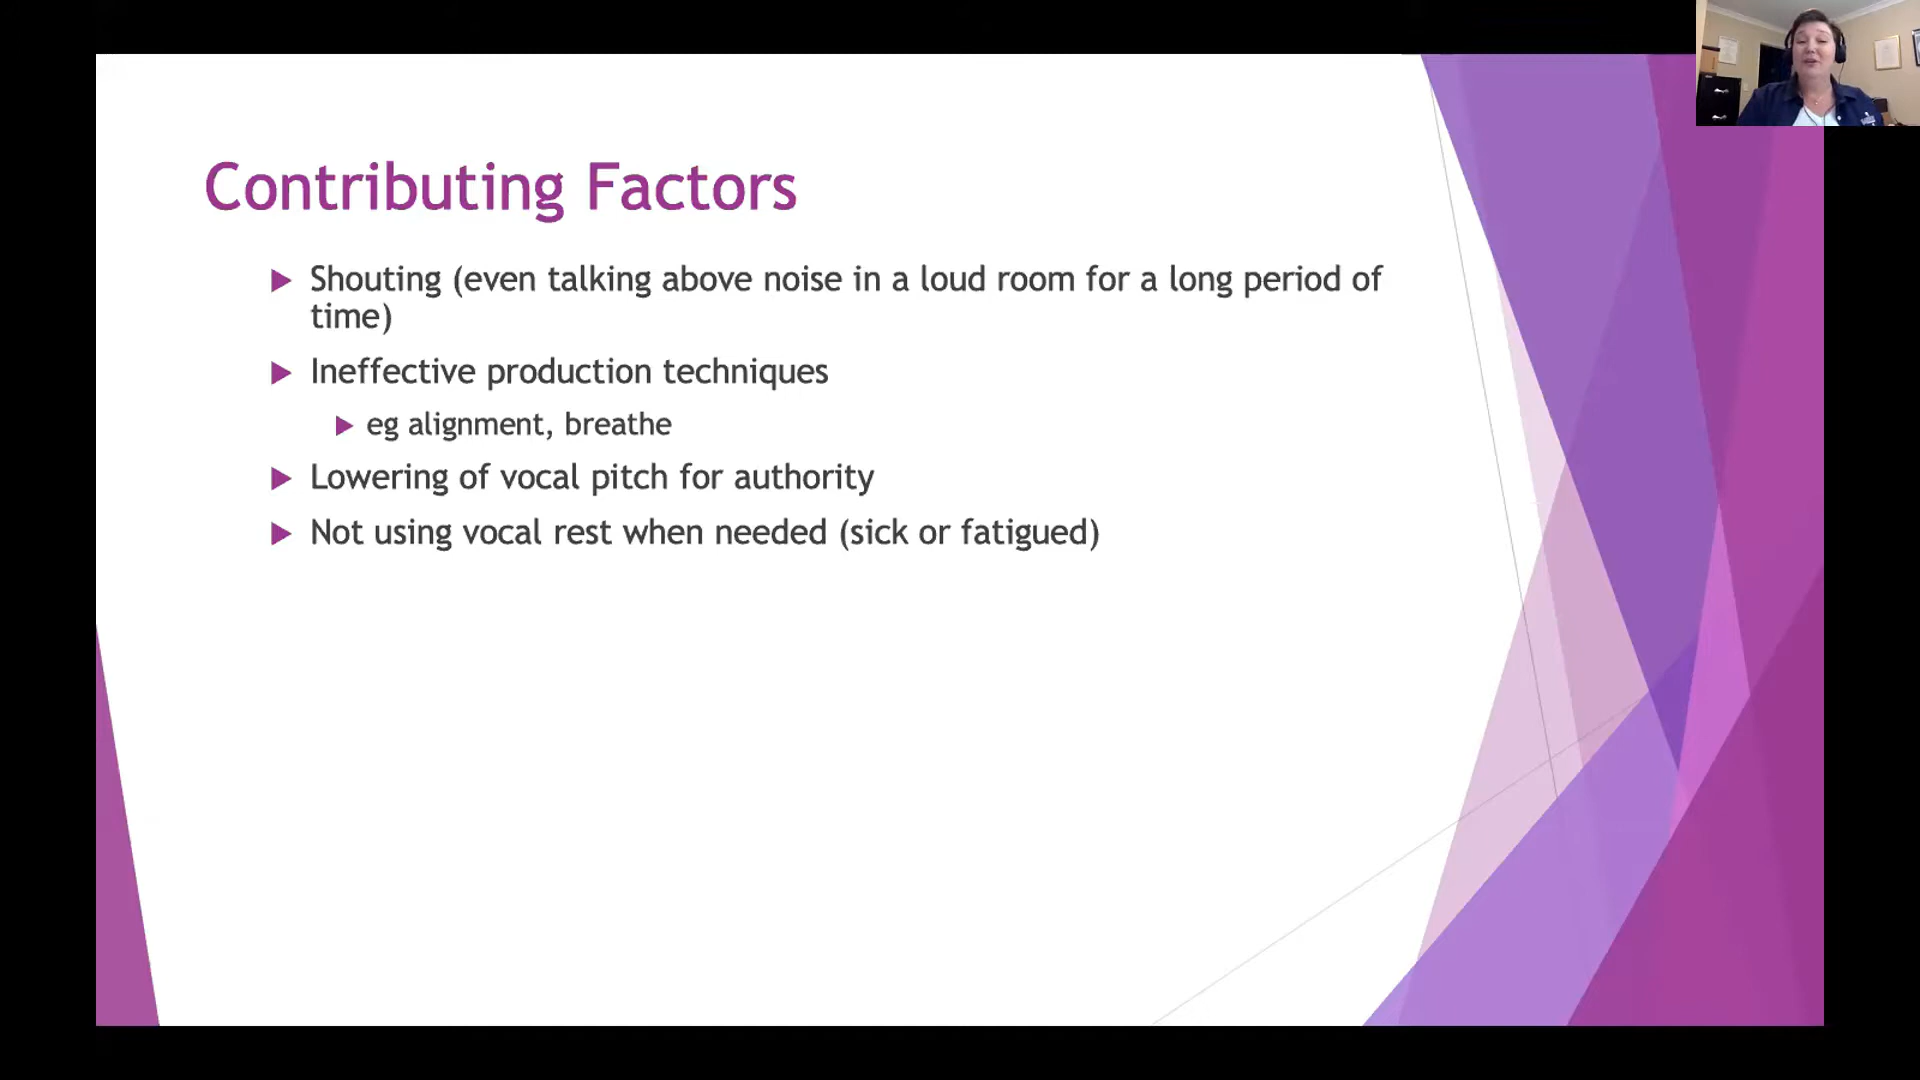 Contributing Factors
Shouting (even talking above noise in a loud room for a long period of
time)
Ineffective production techniques
eg alignment, breathe
Lowering of vocal pitch for authority
Not using vocal rest when needed (sick or fatigued)